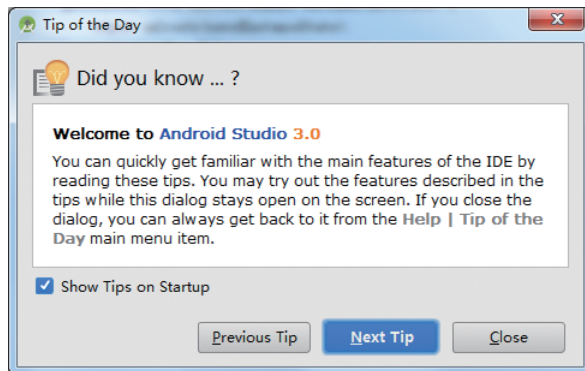 Tip of the Day
Did you know ... ?
Welcome to Android Studio 3.0
You can quickly get familiar with the main features of the IDE by
reading these tips. You may try out the features described in the
tips while this dialog stays open on the screen. If you close the
dialog, you can always get back to it from the Help | Tip of the
Day main menu item.
Show Tips on Startup
Previous Tip Next Tip Close